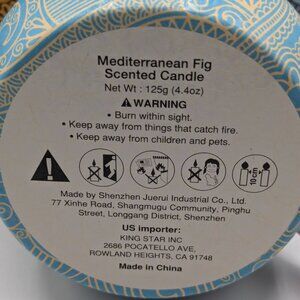 Mediterranean Fig
Scented Candle
Net Wt : 125g (4.4oz)
WARNING
• Burn within sight.
• Keep away from things that catch fire.
• Keep away from children and pets.
10 cm
Made by Shenzhen Juerui Industrial Co., Ltd.
77 Xinhe Road, Shangmugu Community, Pinghu
Street, Longgang District, Shenzhen
US importer:
KING STAR INC
2686 POCATELLO AVE,
ROWLAND HEIGHTS, CA 91748
Made in China